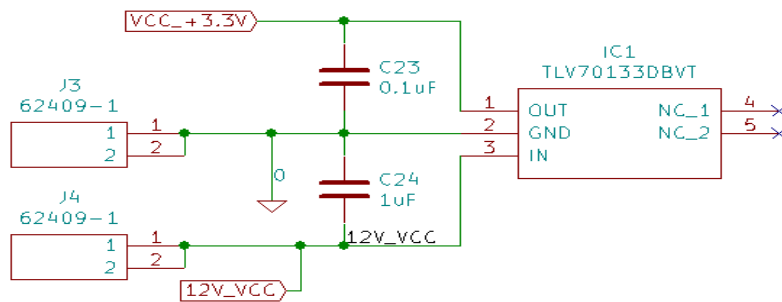 VCC_+3.3V
IC1
TLV70133DBVT
C23
0.1uF
J3
62409-1
1 OUT NC_1 4
2 GND NC_2 5
3 IN
1 1
2 2
0
C24
1uF
J4
62409-1
12V_VCC
1 1
2 2
12V_VCC